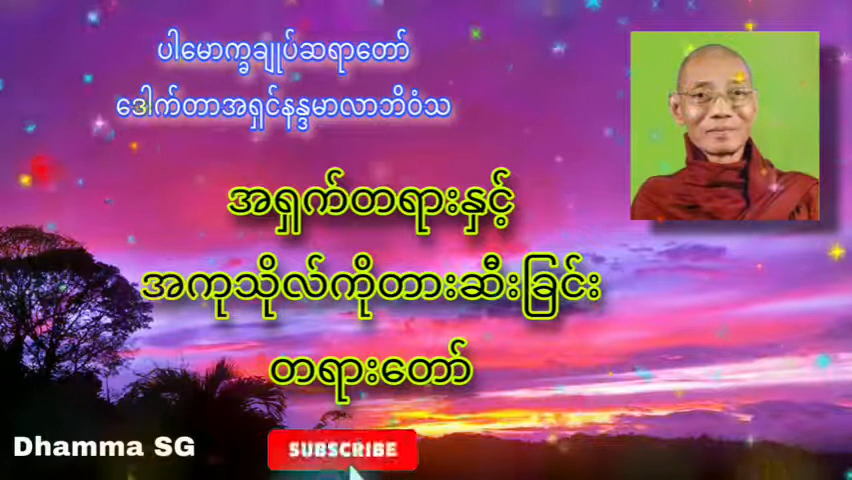 ပါမောက္ခချုပ်ဆရာတော်
ဒေါက်တာအရှင်နန္ဒမာလာဘိဝံသ
အရှက်တရားနှင့်
အကုသိုလ်ကိုတားဆီးခြင်း
တရားတော်
Dhamma SG
SUBSCRIBE